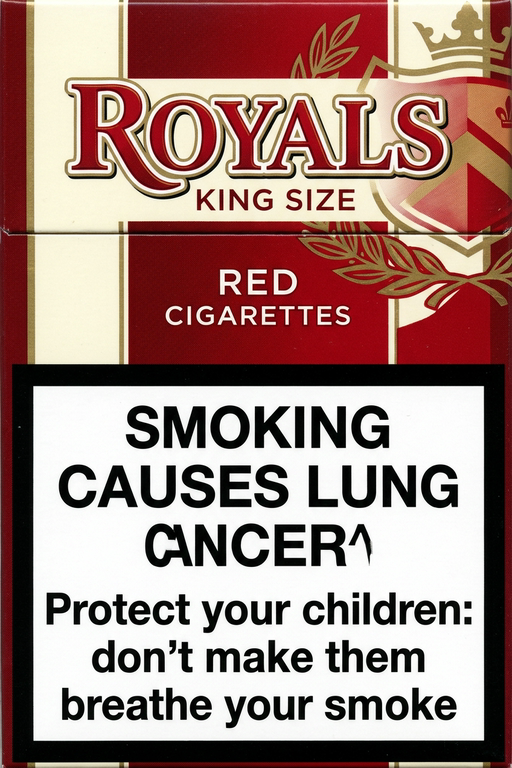 ROYALS
KING SIZE
RED
CIGARETTES
SMOKING
CAUSES LUNG
CANCER^
Protect your children:
don't make them
breathe your smoke